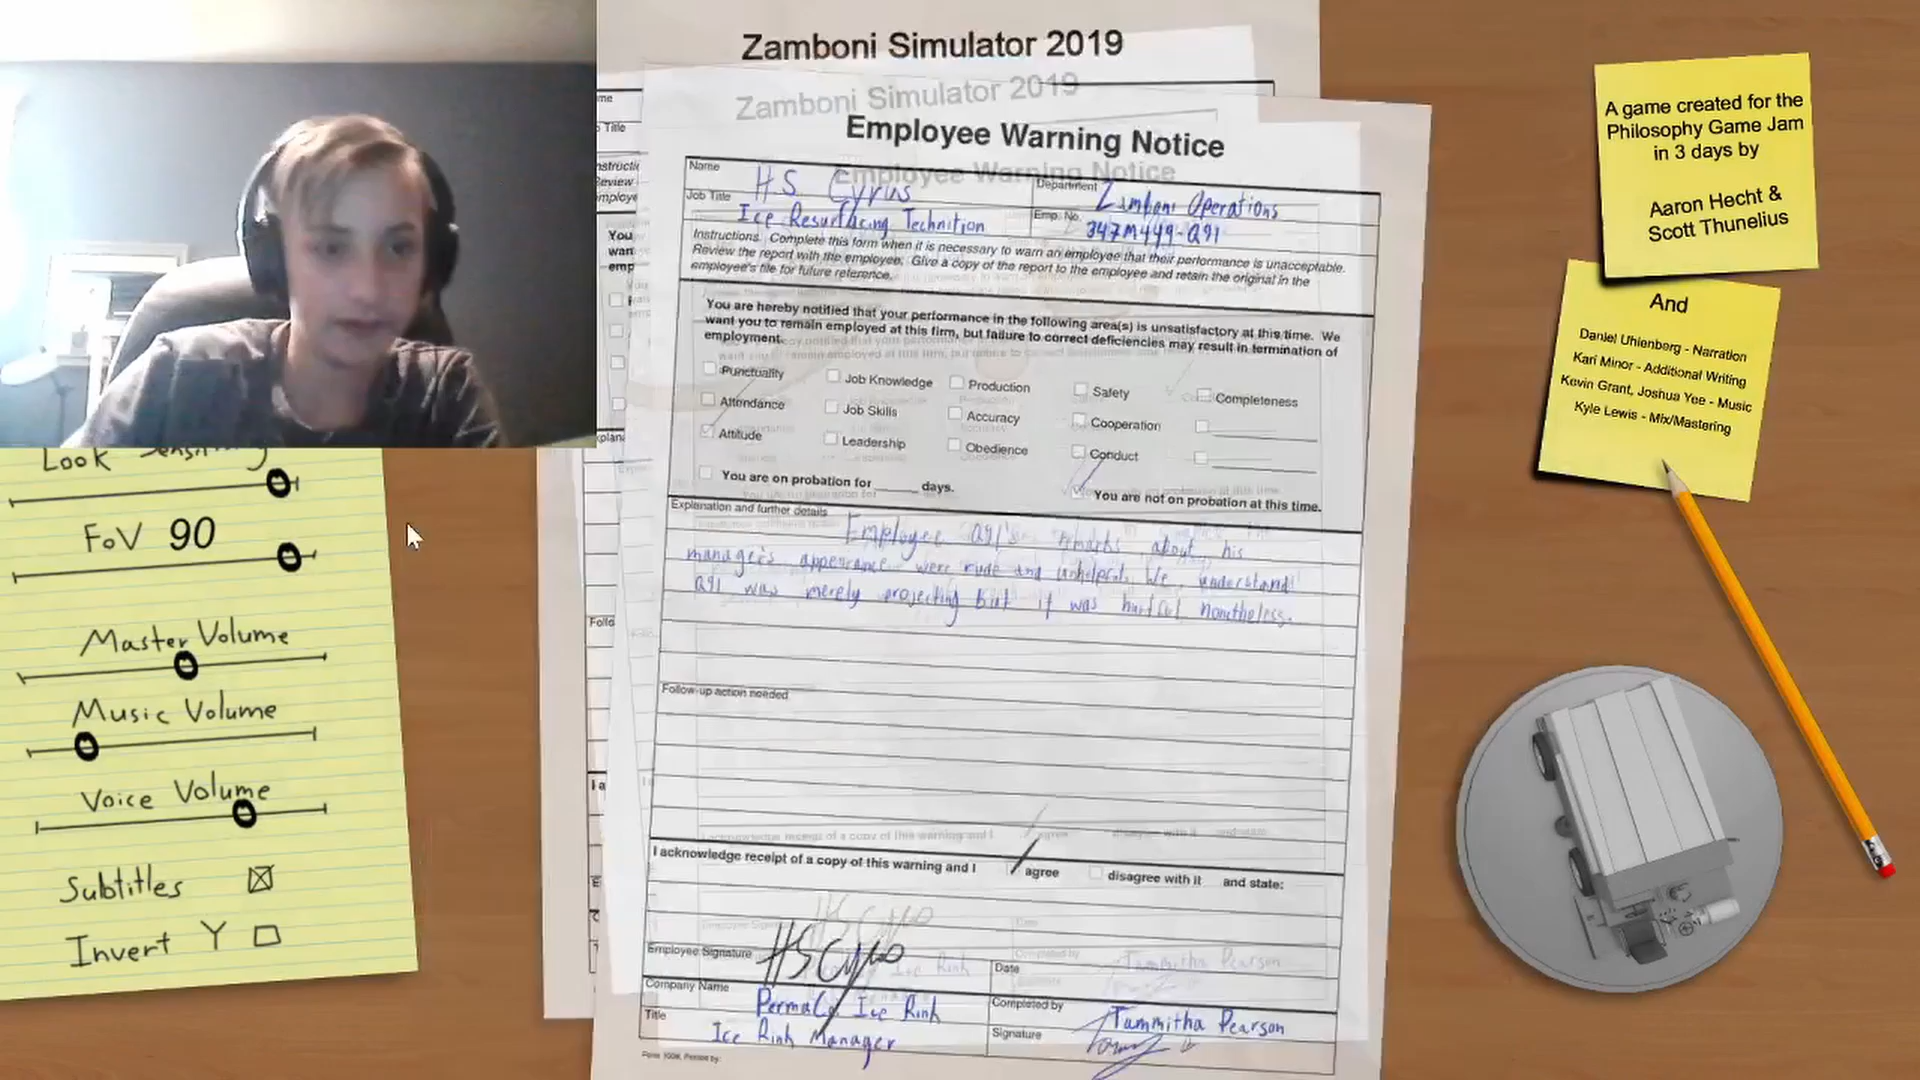 Zamboni Simulator 2019
Zamboni Simulator 2019
Employee Warning Notice
Employee Warning Notice
Name H.S. Cyrus
Department Zamboni Operations
Job Title Ice Resurfacing Technition
Emp. No. 347M449-Q91
Instructions: Complete this form when it is necessary to warn an employee that their performance is unacceptable.
Review the report with the employee. Give a copy of the report to the employee and retain the original in the
employee's file for future reference.
You are hereby notified that your performance in the following area(s) is unsatisfactory at this time. We
want you to remain employed at this firm, but failure to correct deficiencies may result in termination of
employment.
Punctuality Job Knowledge Production Safety Completeness
Attendance Job Skills Accuracy Cooperation
Attitude Leadership Obedience Conduct
You are on probation for ______ days. You are not on probation at this time.
Explanation and further details
Employee Q91's remarks about his
manager's appearance were rude and unhelpful. We understand
Q91 was merely projecting but it was hurtful nonetheless.
Follow-up action needed
I acknowledge receipt of a copy of this warning and I agree disagree with it and state:
Employee Signature HS Cyrus
Date
Company Name PermaCo Ice Rink
Completed by Tammitha Pearson
Title Ice Rink Manager
Signature
Look Sensitivity
FoV 90
Master Volume
Music Volume
Voice Volume
Subtitles
Invert Y
A game created for the
Philosophy Game Jam
in 3 days by
Aaron Hecht &
Scott Thunelius
And
Daniel Uhlenberg - Narration
Kari Minor - Additional Writing
Kevin Grant, Joshua Yee - Music
Kyle Lewis - Mix/Mastering